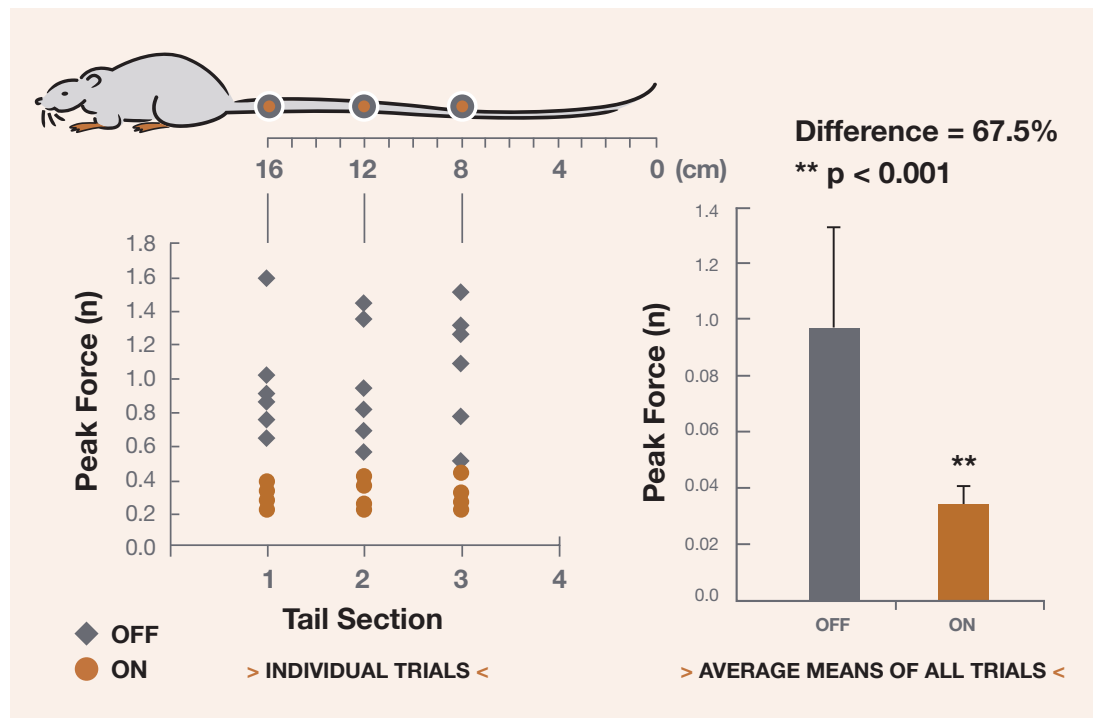 Difference = 67.5%
** p < 0.001
16 12 8 4 0 (cm)
Peak Force (n)
1.8
1.6
1.4
1.2
1.0
0.8
0.6
0.4
0.2
0.0
1 2 3 4
Tail Section
OFF
ON
> INDIVIDUAL TRIALS <
Peak Force (n)
1.4
1.2
1.0
0.08
0.06
0.04
0.02
0.0
**
OFF ON
> AVERAGE MEANS OF ALL TRIALS <